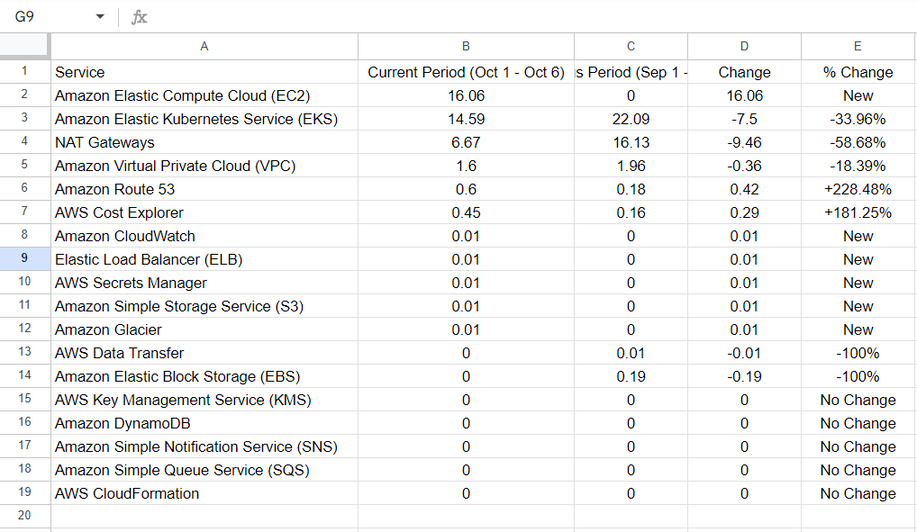 G9 fx
A B C D E
1 Service Current Period (Oct 1 - Oct 6) s Period (Sep 1 - Change % Change
2 Amazon Elastic Compute Cloud (EC2) 16.06 0 16.06 New
3 Amazon Elastic Kubernetes Service (EKS) 14.59 22.09 -7.5 -33.96%
4 NAT Gateways 6.67 16.13 -9.46 -58.68%
5 Amazon Virtual Private Cloud (VPC) 1.6 1.96 -0.36 -18.39%
6 Amazon Route 53 0.6 0.18 0.42 +228.48%
7 AWS Cost Explorer 0.45 0.16 0.29 +181.25%
8 Amazon CloudWatch 0.01 0 0.01 New
9 Elastic Load Balancer (ELB) 0.01 0 0.01 New
10 AWS Secrets Manager 0.01 0 0.01 New
11 Amazon Simple Storage Service (S3) 0.01 0 0.01 New
12 Amazon Glacier 0.01 0 0.01 New
13 AWS Data Transfer 0 0.01 -0.01 -100%
14 Amazon Elastic Block Storage (EBS) 0 0.19 -0.19 -100%
15 AWS Key Management Service (KMS) 0 0 0 No Change
16 Amazon DynamoDB 0 0 0 No Change
17 Amazon Simple Notification Service (SNS) 0 0 0 No Change
18 Amazon Simple Queue Service (SQS) 0 0 0 No Change
19 AWS CloudFormation 0 0 0 No Change
20